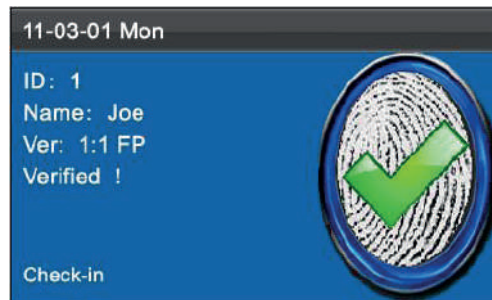 11-03-01 Mon
ID: 1
Name: Joe
Ver: 1:1 FP
Verified !
Check-in